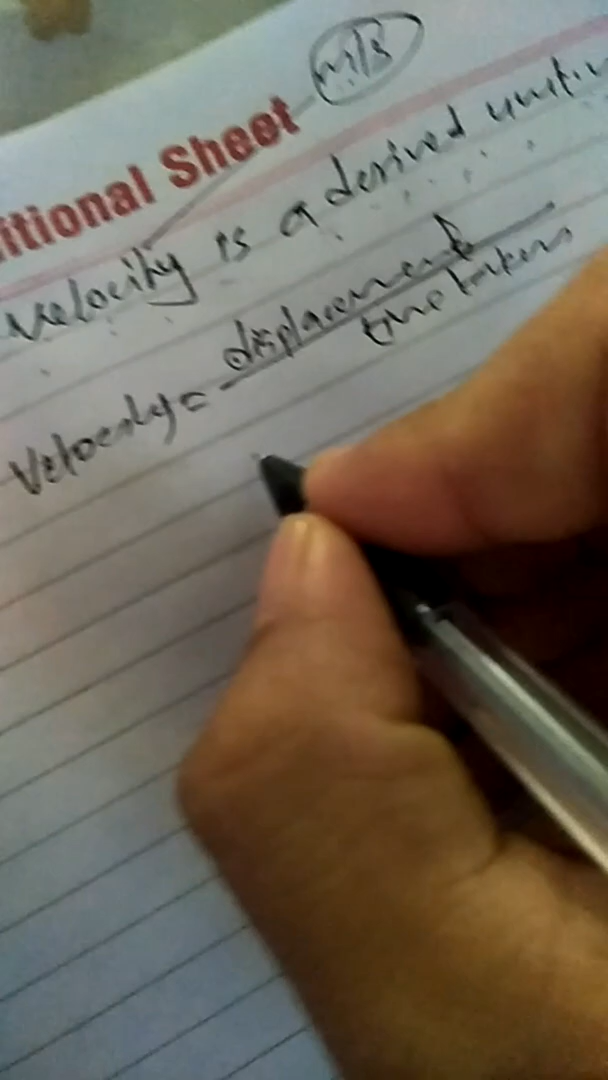 m/s
itional Sheet
velocity is a derived unit
Velocity = displacement
time taken